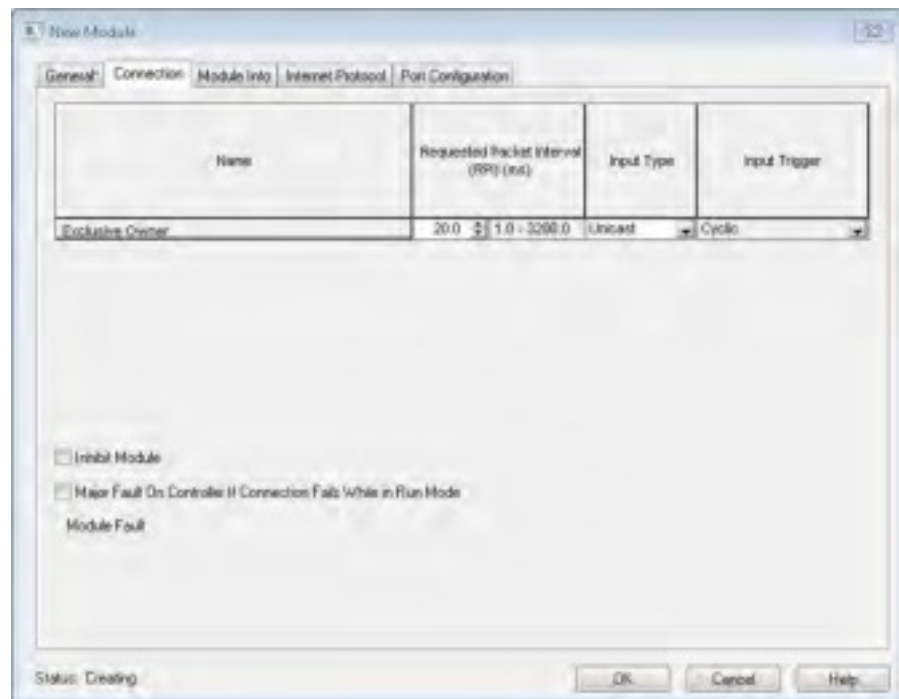 New Module
General* Connection Module Info Internet Protocol Port Configuration
Name
Requested Packet Interval
(RPI) (ms)
Input Type
Input Trigger
Exclusive Owner 20.0 1.0 - 3200.0 Unicast Cyclic
Inhibit Module
Major Fault On Controller If Connection Fails While in Run Mode
Module Fault
Status: Creating
OK Cancel Help